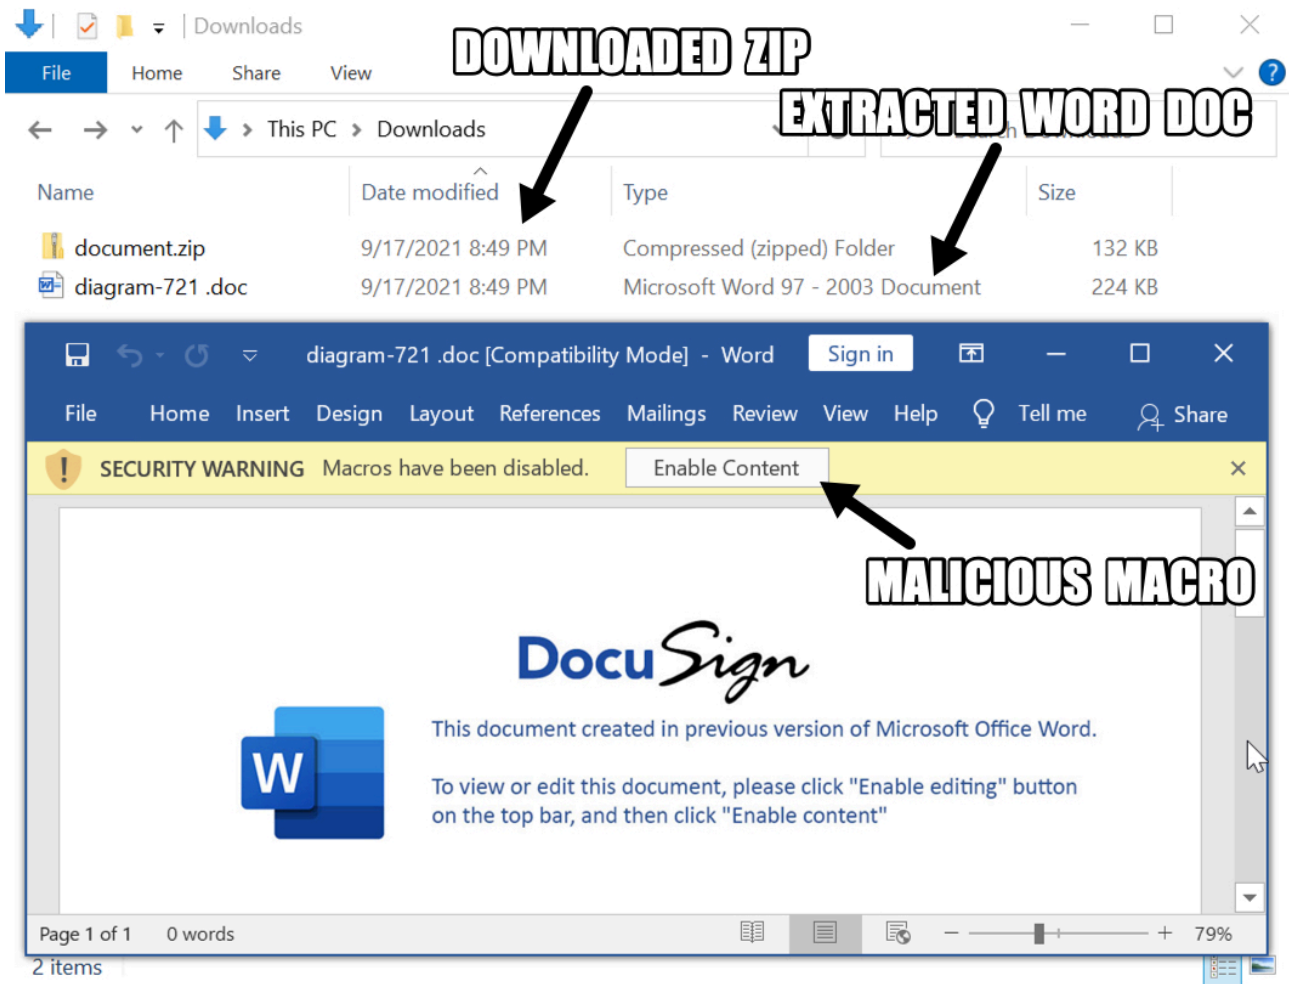 Downloads
DOWNLOADED ZIP
File Home Share View
This PC > Downloads
EXTRACTED WORD DOC
Name Date modified Type Size
document.zip 9/17/2021 8:49 PM Compressed (zipped) Folder 132 KB
diagram-721 .doc 9/17/2021 8:49 PM Microsoft Word 97 - 2003 Document 224 KB
diagram-721 .doc [Compatibility Mode] - Word Sign in
File Home Insert Design Layout References Mailings Review View Help Tell me Share
SECURITY WARNING Macros have been disabled. Enable Content
MALICIOUS MACRO
DocuSign
W
This document created in previous version of Microsoft Office Word.
To view or edit this document, please click "Enable editing" button
on the top bar, and then click "Enable content"
Page 1 of 1 0 words 79%
2 items